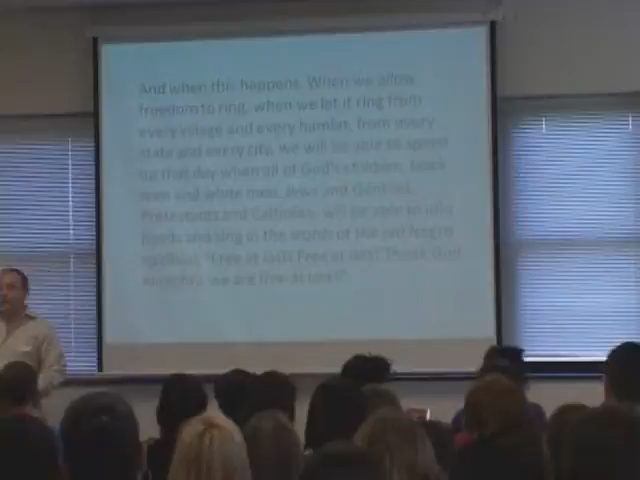 And when this happens, When we allow
freedom to ring, when we let it ring from
every village and every hamlet, from every
state and every city, we will be able to speed
up that day when all of God's children, black
men and white men, Jews and Gentiles,
Protestants and Catholics, will be able to join
hands and sing in the words of the old Negro
spiritual, "Free at last! Free at last! Thank God
Almighty, we are free at last!"